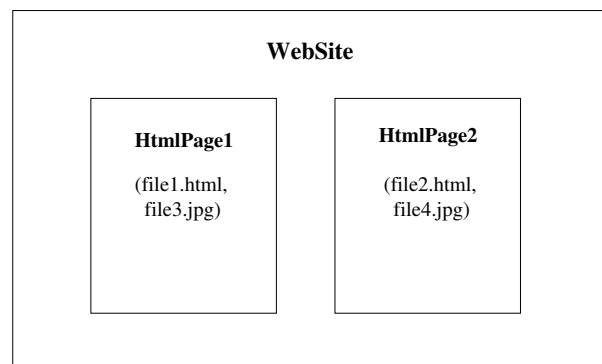 WebSite
HtmlPage1
(file1.html,
file3.jpg)
HtmlPage2
(file2.html,
file4.jpg)